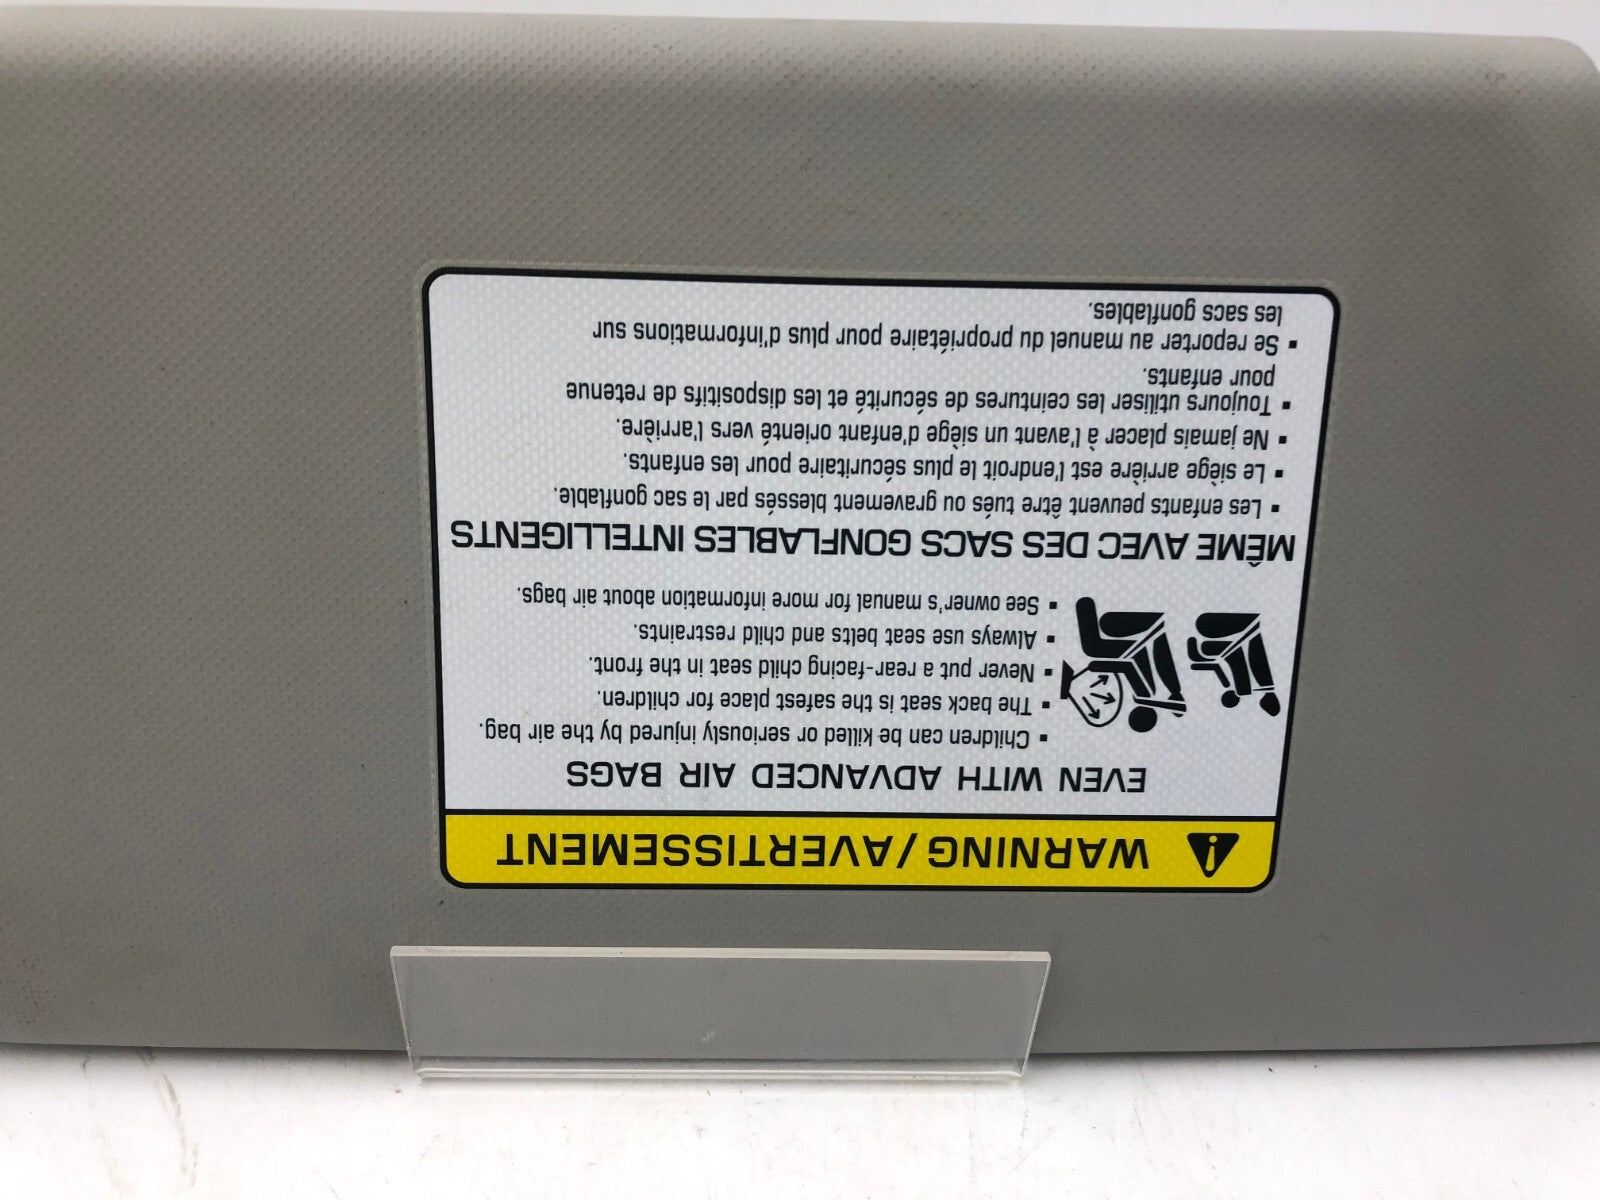 WARNING/AVERTISSEMENT
EVEN WITH ADVANCED AIR BAGS
▪ Children can be killed or seriously injured by the air bag.
▪ The back seat is the safest place for children.
▪ Never put a rear-facing child seat in the front.
▪ Always use seat belts and child restraints.
▪ See owner's manual for more information about air bags.
MÊME AVEC DES SACS GONFLABLES INTELLIGENTS
▪ Les enfants peuvent être tués ou gravement blessés par le sac gonflable.
▪ Le siège arrière est l'endroit le plus sécuritaire pour les enfants.
▪ Ne jamais placer à l'avant un siège d'enfant orienté vers l'arrière.
▪ Toujours utiliser les ceintures de sécurité et les dispositifs de retenue
pour enfants.
▪ Se reporter au manuel du propriétaire pour plus d'informations sur
les sacs gonflables.